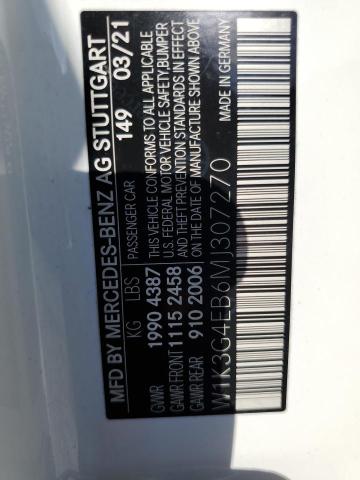 MFD BY MERCEDES-BENZ AG STUTTGART
149 03/21
KG LBS PASSENGER CAR
GVWR 1990 4387 THIS VEHICLE CONFORMS TO ALL APPLICABLE
GAWR FRONT 1115 2458 U.S. FEDERAL MOTOR VEHICLE SAFETY BUMPER
AND THEFT PREVENTION STANDARDS IN EFFECT
GAWR REAR 910 2006 ON THE DATE OF MANUFACTURE SHOWN ABOVE
W1K3G4EB6MJ307270 MADE IN GERMANY